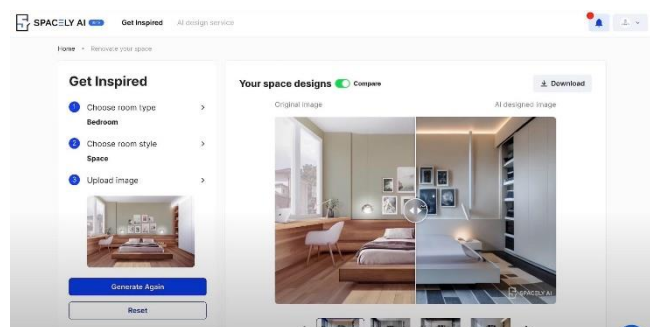 SPACELY AI
Get Inspired
AI design service
Home
Renovate your space
Get Inspired
1 Choose room type
Bedroom
2 Choose room style
Space
3 Upload image
Generate Again
Reset
Your space designs
Compare
Download
Original Image
AI designed Image
SPACELY AI